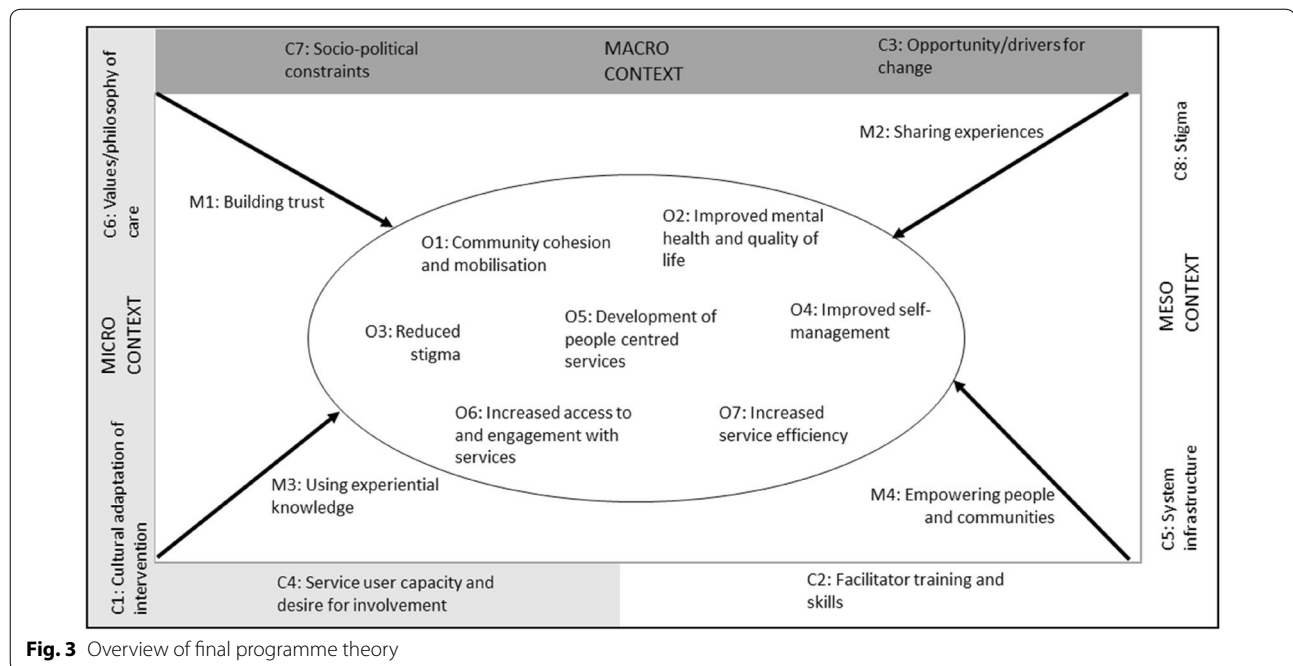 C7: Socio-political
constraints
MACRO
CONTEXT
C3: Opportunity/drivers for
change
C6: Values/philosophy of
care
MICRO
CONTEXT
C1: Cultural adaptation of
intervention
M1: Building trust
M2: Sharing experiences
O1: Community cohesion
and mobilisation
O2: Improved mental
health and quality of
life
O3: Reduced
stigma
O5: Development of
people centred
services
O4: Improved self-
management
O6: Increased access to
and engagement with
services
O7: Increased
service efficiency
M3: Using experiential
knowledge
M4: Empowering people
and communities
C8: Stigma
MESO
CONTEXT
C5: System
infrastructure
C4: Service user capacity and
desire for involvement
C2: Facilitator training and
skills
Fig. 3 Overview of final programme theory